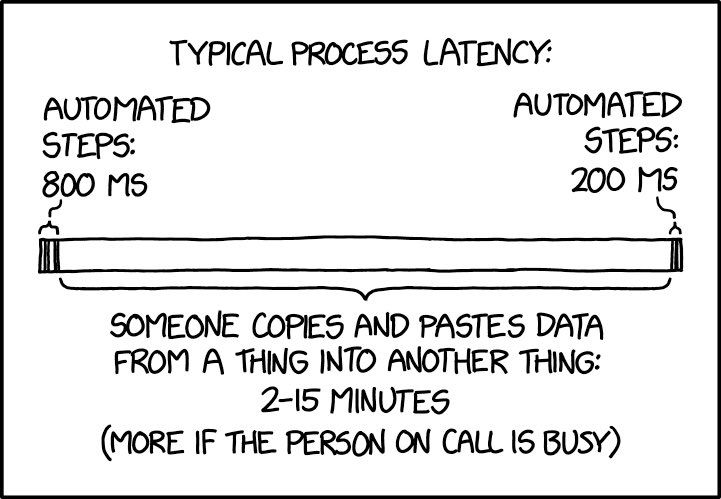 TYPICAL PROCESS LATENCY:
AUTOMATED
STEPS:
800 MS
AUTOMATED
STEPS:
200 MS
SOMEONE COPIES AND PASTES DATA
FROM A THING INTO ANOTHER THING:
2-15 MINUTES
(MORE IF THE PERSON ON CALL IS BUSY)